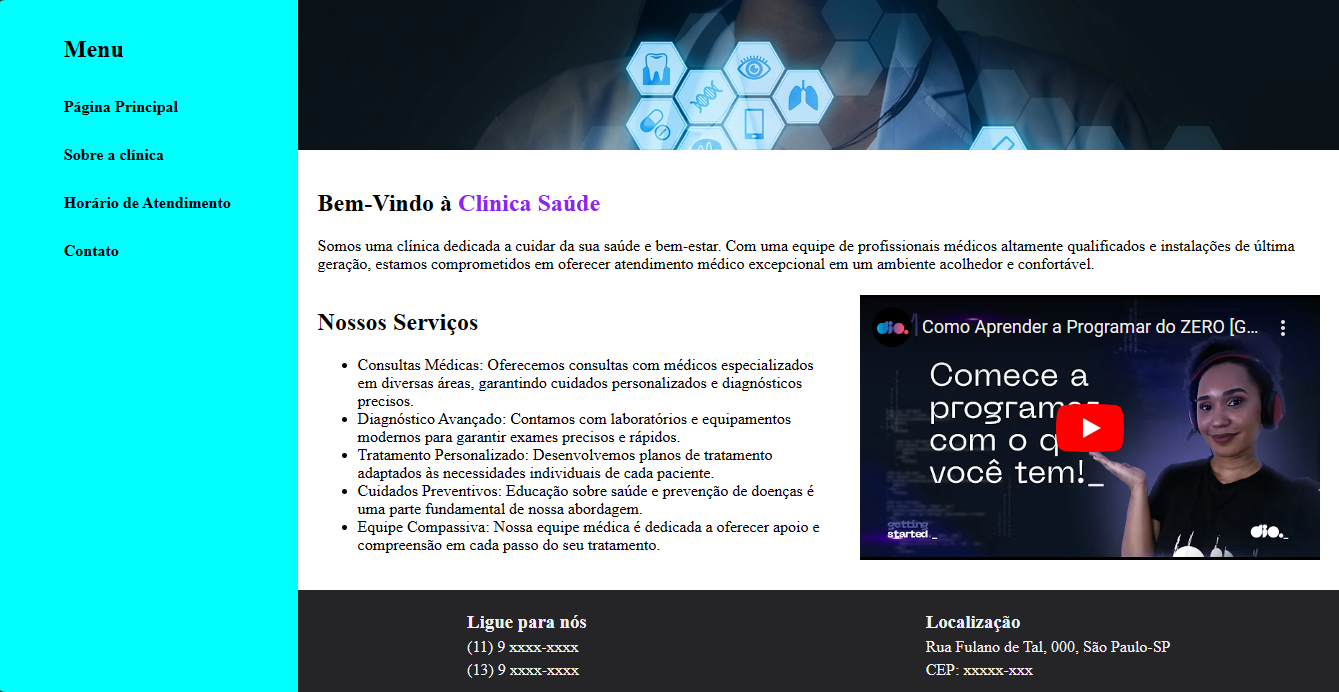 Menu
Página Principal
Sobre a clínica
Horário de Atendimento
Contato
Bem-Vindo à Clínica Saúde
Somos uma clínica dedicada a cuidar da sua saúde e bem-estar. Com uma equipe de profissionais médicos altamente qualificados e instalações de última
geração, estamos comprometidos em oferecer atendimento médico excepcional em um ambiente acolhedor e confortável.
Nossos Serviços
Consultas Médicas: Oferecemos consultas com médicos especializados
em diversas áreas, garantindo cuidados personalizados e diagnósticos
precisos.
Diagnóstico Avançado: Contamos com laboratórios e equipamentos
modernos para garantir exames precisos e rápidos.
Tratamento Personalizado: Desenvolvemos planos de tratamento
adaptados às necessidades individuais de cada paciente.
Cuidados Preventivos: Educação sobre saúde e prevenção de doenças é
uma parte fundamental de nossa abordagem.
Equipe Compassiva: Nossa equipe médica é dedicada a oferecer apoio e
compreensão em cada passo do seu tratamento.
dio.
Como Aprender a Programar do ZERO [G...
Comece a
programar
com o q
você tem!_
getting
started _
dio._
Ligue para nós
(11) 9 xxxx-xxxx
(13) 9 xxxx-xxxx
Localização
Rua Fulano de Tal, 000, São Paulo-SP
CEP: xxxxx-xxx